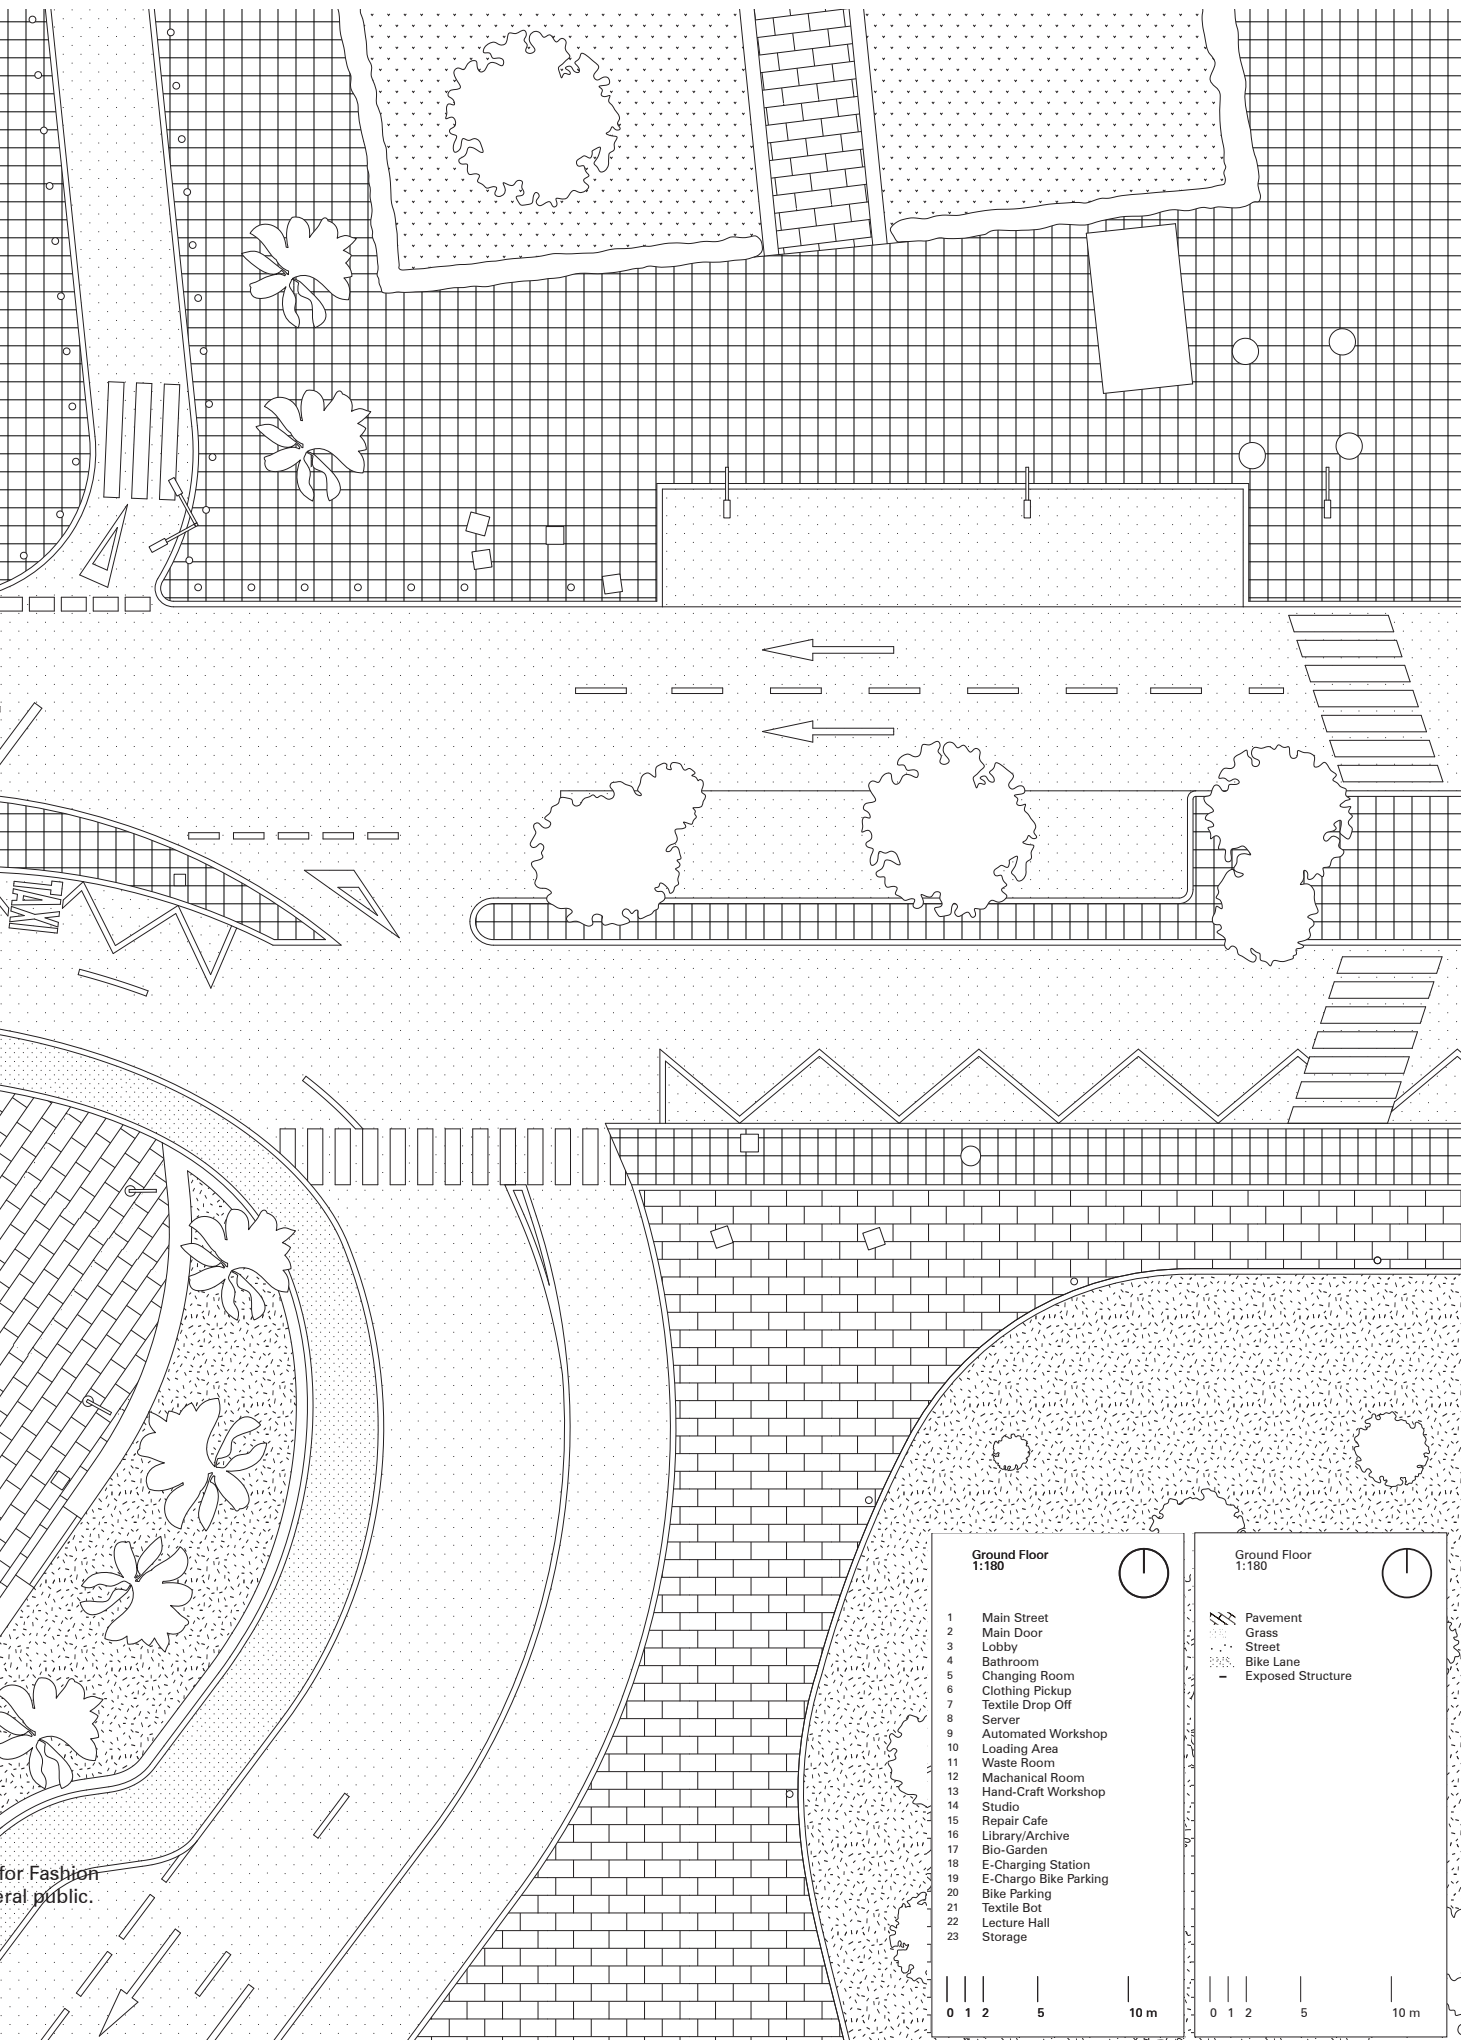 TAXI
for Fashion
eral public.
Ground Floor
1:180
1 Main Street
2 Main Door
3 Lobby
4 Bathroom
5 Changing Room
6 Clothing Pickup
7 Textile Drop Off
8 Server
9 Automated Workshop
10 Loading Area
11 Waste Room
12 Machanical Room
13 Hand-Craft Workshop
14 Studio
15 Repair Cafe
16 Library/Archive
17 Bio-Garden
18 E-Charging Station
19 E-Chargo Bike Parking
20 Bike Parking
21 Textile Bot
22 Lecture Hall
23 Storage
0 1 2 5 10 m
Ground Floor
1:180
Pavement
Grass
Street
Bike Lane
Exposed Structure
0 1 2 5 10 m